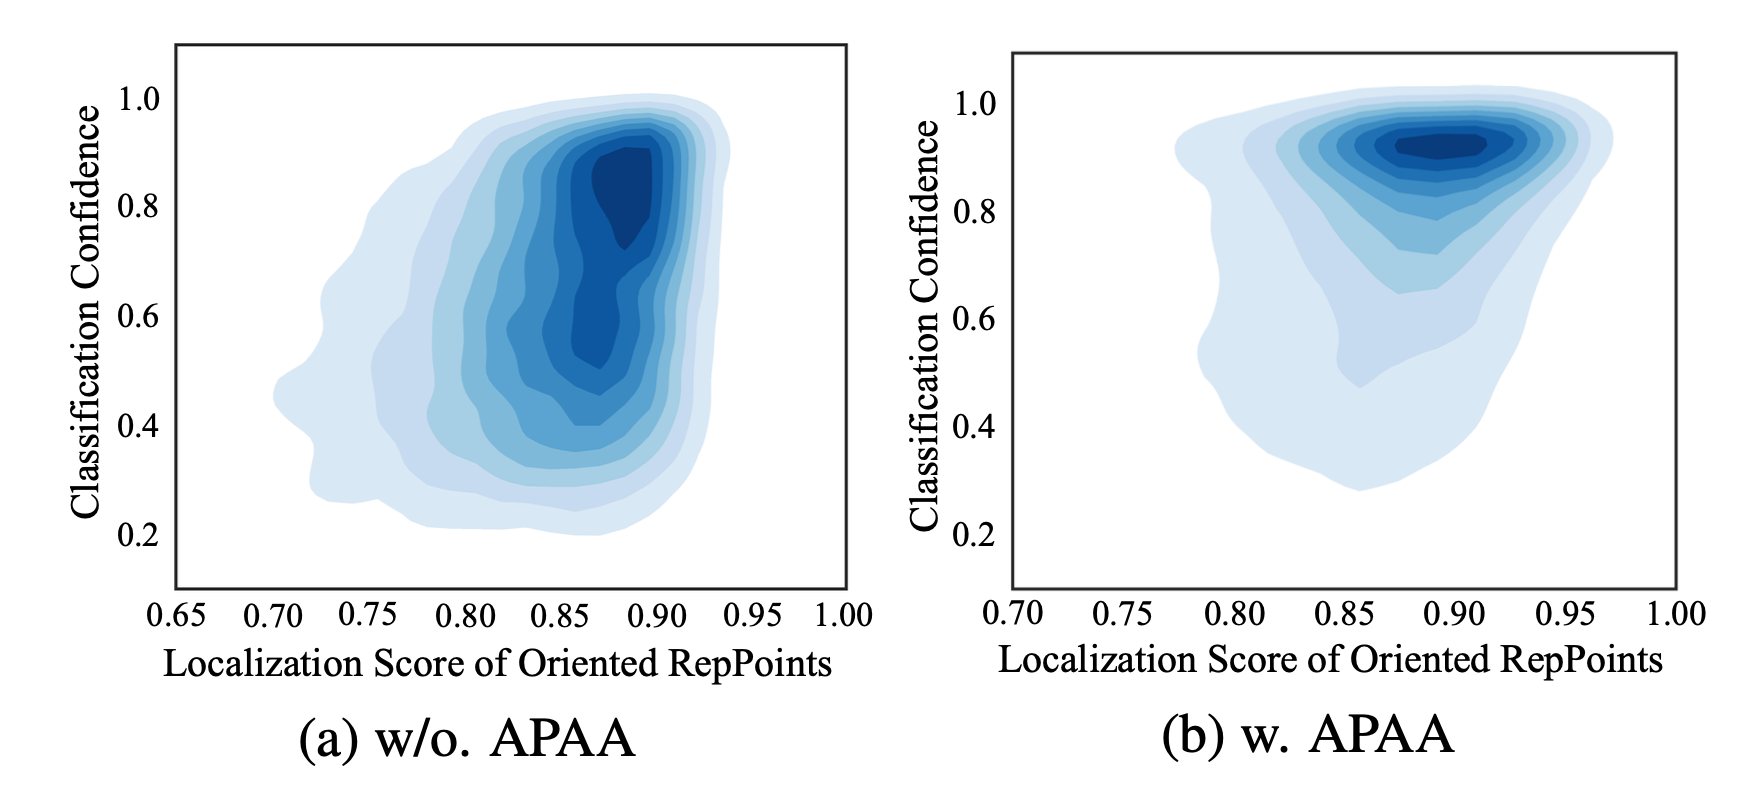 Classification Confidence
1.0
0.8
0.6
0.4
0.2
0.65 0.70 0.75 0.80 0.85 0.90 0.95 1.00
Localization Score of Oriented RepPoints
(a) w/o. APAA
Classification Confidence
1.0
0.8
0.6
0.4
0.2
0.70 0.75 0.80 0.85 0.90 0.95 1.00
Localization Score of Oriented RepPoints
(b) w. APAA